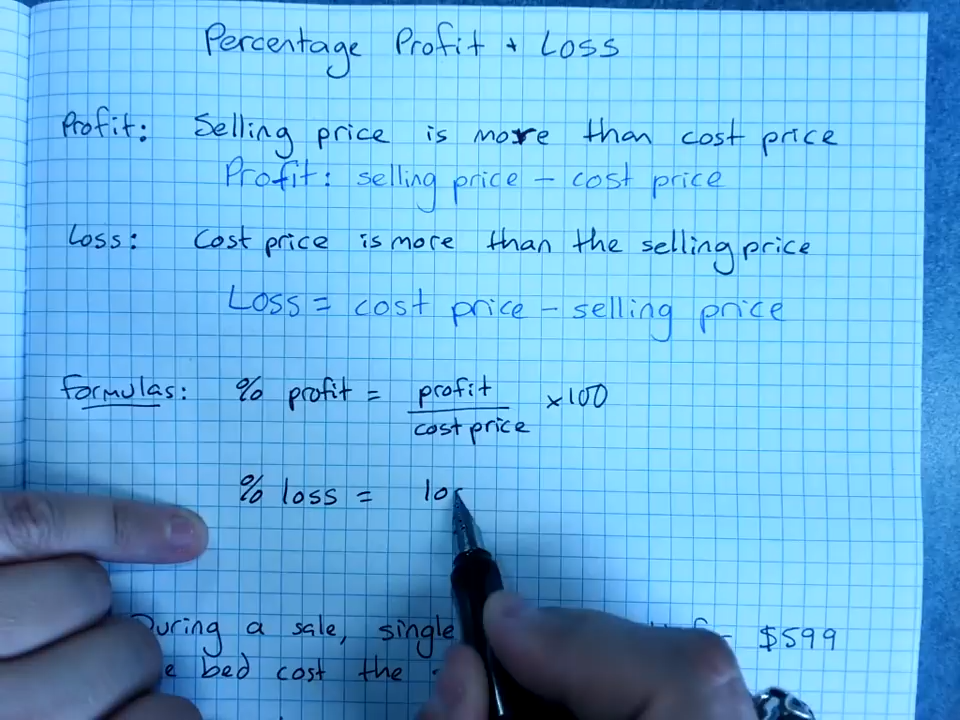 Percentage Profit + Loss
Profit: Selling price is more than cost price
Profit: selling price - cost price
Loss: Cost price is more than the selling price
Loss = cost price - selling price
Formulas: % profit = profit / cost price × 100
% loss = los
During a sale, single $599
bed cost the